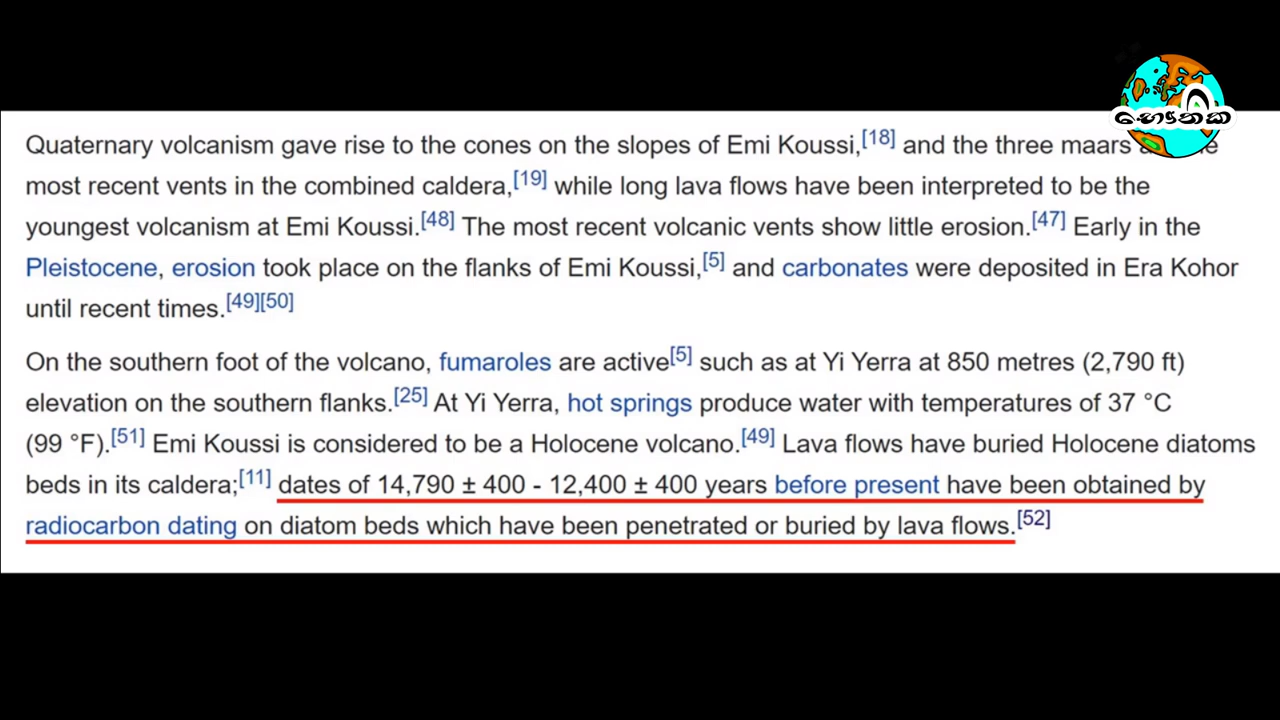 භෞතික
Quaternary volcanism gave rise to the cones on the slopes of Emi Koussi,[18] and the three maars
most recent vents in the combined caldera,[19] while long lava flows have been interpreted to be the
youngest volcanism at Emi Koussi.[48] The most recent volcanic vents show little erosion.[47] Early in the
Pleistocene, erosion took place on the flanks of Emi Koussi,[5] and carbonates were deposited in Era Kohor
until recent times.[49][50]
On the southern foot of the volcano, fumaroles are active[5] such as at Yi Yerra at 850 metres (2,790 ft)
elevation on the southern flanks.[25] At Yi Yerra, hot springs produce water with temperatures of 37 °C
(99 °F).[51] Emi Koussi is considered to be a Holocene volcano.[49] Lava flows have buried Holocene diatoms
beds in its caldera;[11] dates of 14,790 ± 400 - 12,400 ± 400 years before present have been obtained by
radiocarbon dating on diatom beds which have been penetrated or buried by lava flows.[52]